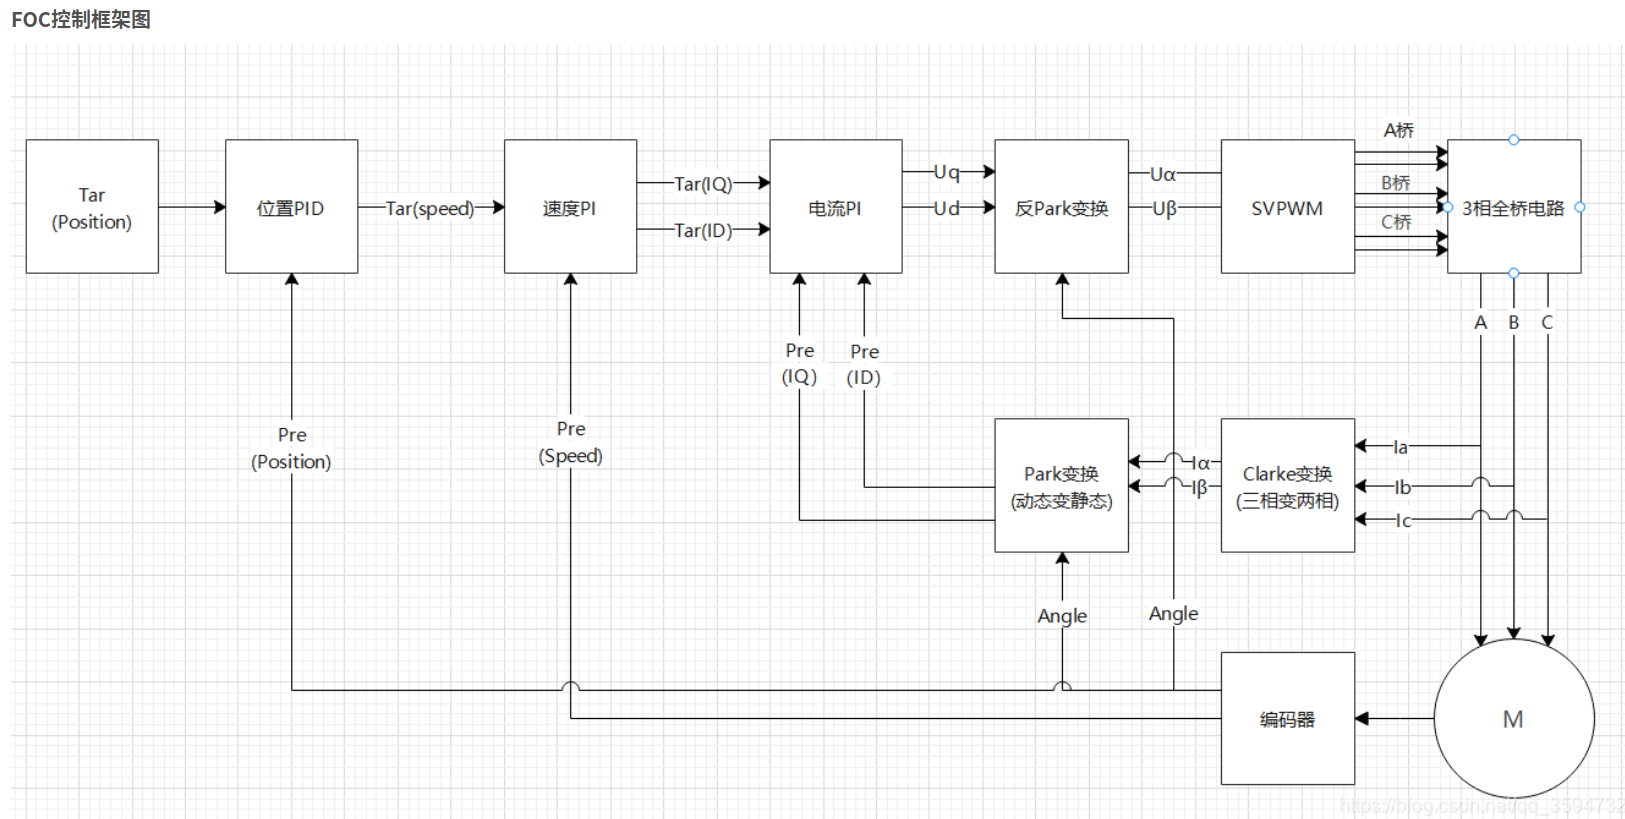 FOC控制框架图
Tar
(Position)
位置PID
Tar(speed)
速度PI
Tar(IQ)
Tar(ID)
电流PI
Uq
Ud
反Park变换
Uα
Uβ
SVPWM
A桥
B桥
C桥
3相全桥电路
A B C
Pre
(IQ)
Pre
(ID)
Pre
(Position)
Pre
(Speed)
Park变换
(动态变静态)
Iα
Iβ
Clarke变换
(三相变两相)
Ia
Ib
Ic
Angle
Angle
编码器
M
https://blog.csdn.net/qq_3594732